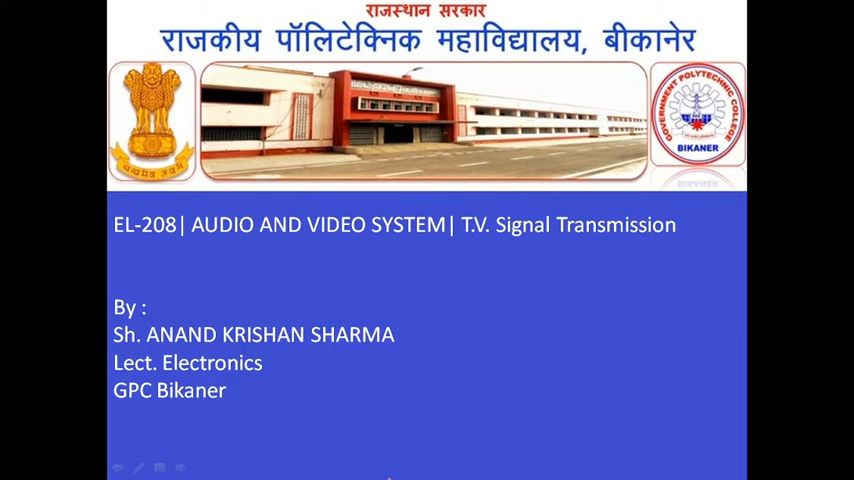 राजस्थान सरकार
राजकीय पॉलिटेक्निक महाविद्यालय, बीकानेर
सत्यमेव जयते
GOVERNMENT POLYTECHNIC COLLEGE
BIKANER
EL-208| AUDIO AND VIDEO SYSTEM| T.V. Signal Transmission
By :
Sh. ANAND KRISHAN SHARMA
Lect. Electronics
GPC Bikaner